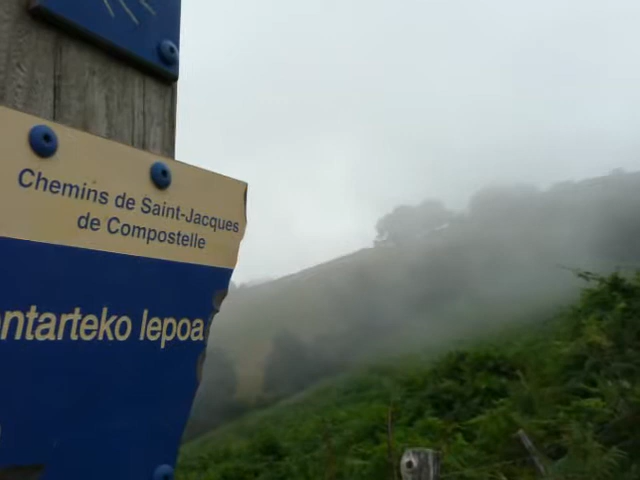 Chemins de Saint-Jacques
de Compostelle
ntarteko lepoa